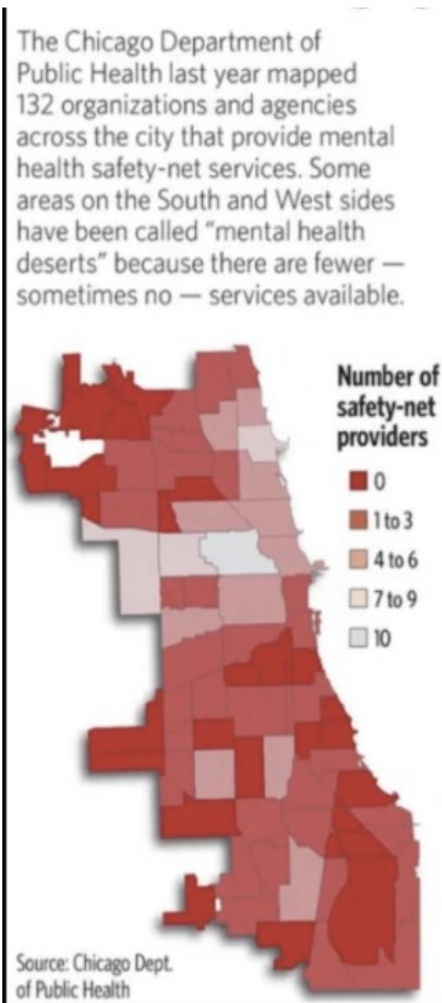 The Chicago Department of
Public Health last year mapped
132 organizations and agencies
across the city that provide mental
health safety-net services. Some
areas on the South and West sides
have been called “mental health
deserts” because there are fewer —
sometimes no — services available.
Number of
safety-net
providers
0
1 to 3
4 to 6
7 to 9
10
Source: Chicago Dept.
of Public Health